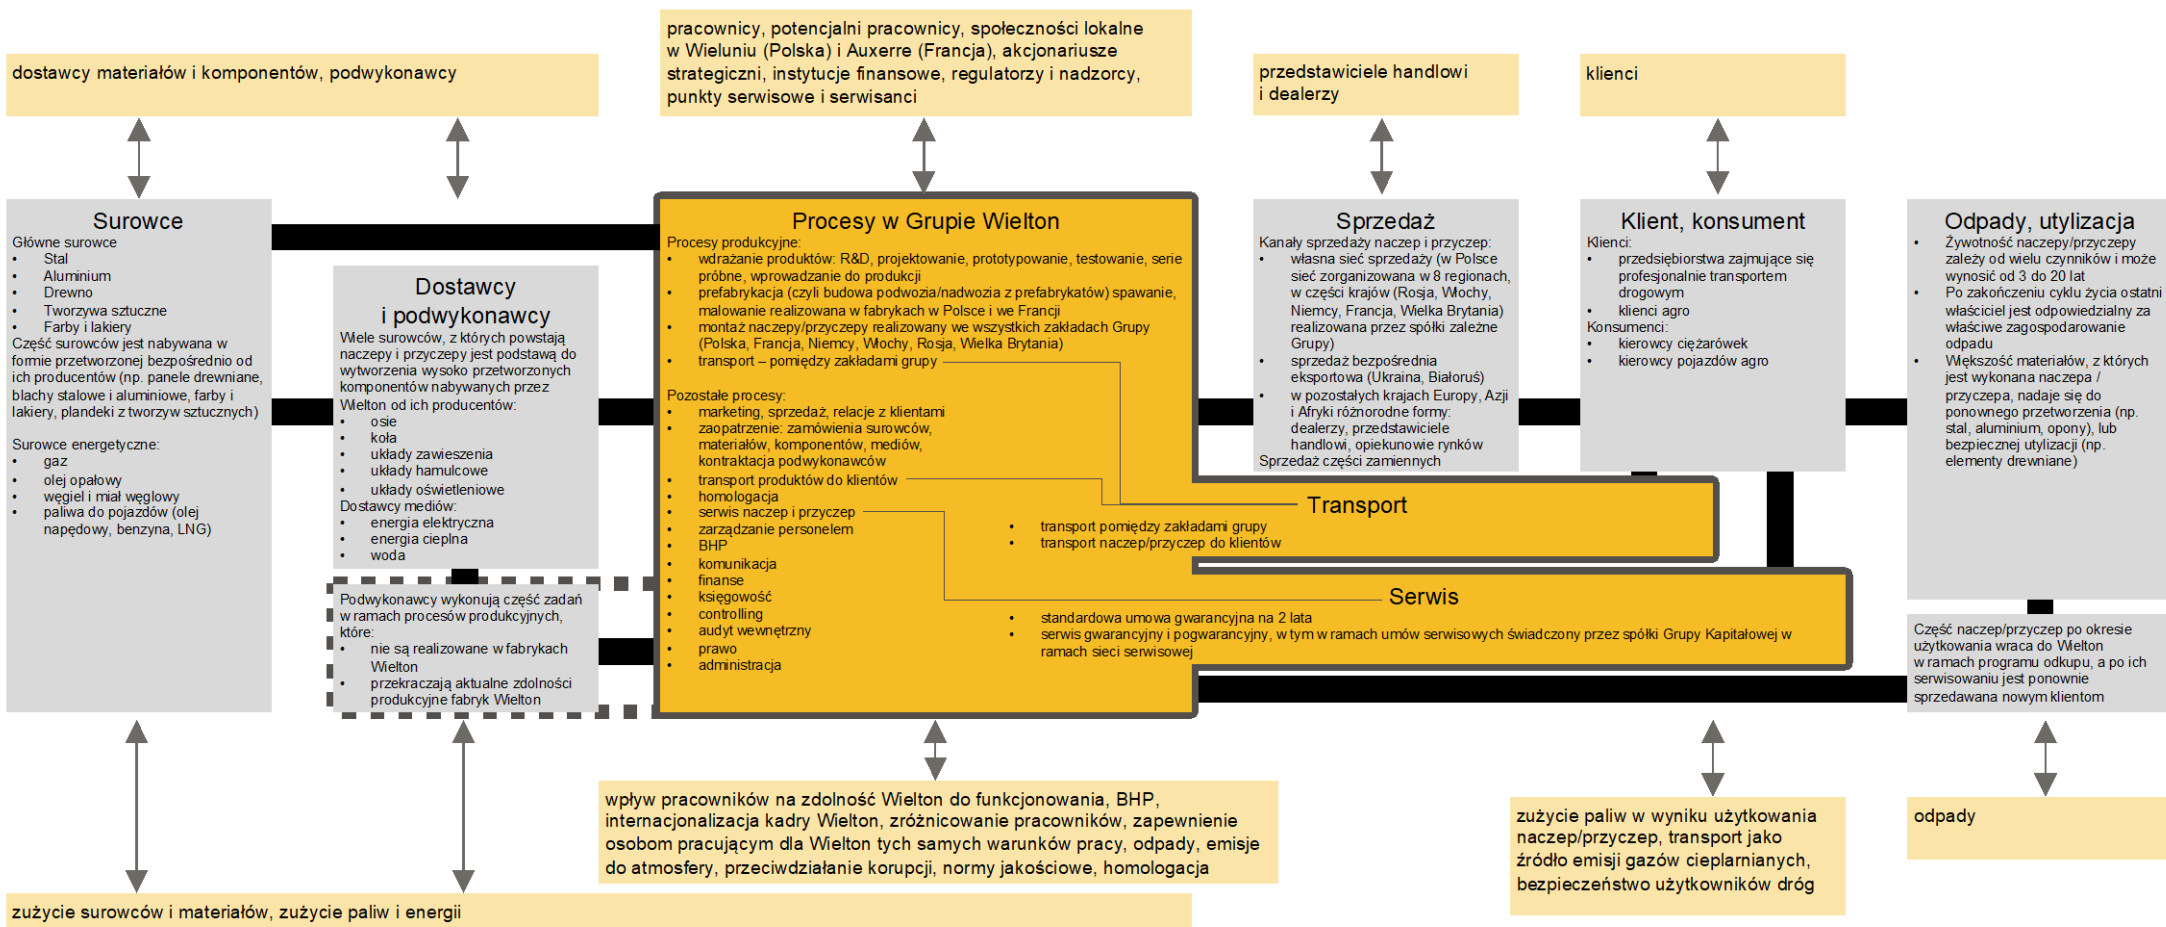 pracownicy, potencjalni pracownicy, społeczności lokalne
w Wieluniu (Polska) i Auxerre (Francja), akcjonariusze
strategiczni, instytucje finansowe, regulatorzy i nadzorcy,
punkty serwisowe i serwisanci
dostawcy materiałów i komponentów, podwykonawcy
przedstawiciele handlowi
i dealerzy
klienci
Surowce
Główne surowce
• Stal
• Aluminium
• Drewno
• Tworzywa sztuczne
• Farby i lakiery
Część surowców jest nabywana w
formie przetworzonej bezpośrednio od
ich producentów (np. panele drewniane,
blachy stalowe i aluminiowe, farby i
lakiery, plandeki z tworzyw sztucznych)
Surowce energetyczne:
• gaz
• olej opałowy
• węgiel i miał węglowy
• paliwa do pojazdów (olej
napędowy, benzyna, LNG)
Dostawcy
i podwykonawcy
Wiele surowców, z których powstają
naczepy i przyczepy jest podstawą do
wytworzenia wysoko przetworzonych
komponentów nabywanych przez
Wielton od ich producentów:
• osie
• koła
• układy zawieszenia
• układy hamulcowe
• układy oświetleniowe
Dostawcy mediów:
• energia elektryczna
• energia cieplna
• woda
Podwykonawcy wykonują część zadań
w ramach procesów produkcyjnych,
które:
• nie są realizowane w fabrykach
Wielton
• przekraczają aktualne zdolności
produkcyjne fabryk Wielton
Procesy w Grupie Wielton
Procesy produkcyjne:
• wdrażanie produktów: R&D, projektowanie, prototypowanie, testowanie, serie
próbne, wprowadzanie do produkcji
• prefabrykacja (czyli budowa podwozia/nadwozia z prefabrykatów) spawanie,
malowanie realizowana w fabrykach w Polsce i we Francji
• montaż naczepy/przyczepy realizowany we wszystkich zakładach Grupy
(Polska, Francja, Niemcy, Włochy, Rosja, Wielka Brytania)
• transport – pomiędzy zakładami grupy
Pozostałe procesy:
• marketing, sprzedaż, relacje z klientami
• zaopatrzenie: zamówienia surowców,
materiałów, komponentów, mediów,
kontraktacja podwykonawców
• transport produktów do klientów
• homologacja
• serwis naczep i przyczep
• zarządzanie personelem
• BHP
• komunikacja
• finanse
• księgowość
• controlling
• audyt wewnętrzny
• prawo
• administracja
Transport
• transport pomiędzy zakładami grupy
• transport naczep/przyczep do klientów
Serwis
• standardowa umowa gwarancyjna na 2 lata
• serwis gwarancyjny i pogwarancyjny, w tym w ramach umów serwisowych świadczony przez spółki Grupy Kapitałowej w
ramach sieci serwisowej
Sprzedaż
Kanały sprzedaży naczep i przyczep:
• własna sieć sprzedaży (w Polsce
sieć zorganizowana w 8 regionach,
w części krajów (Rosja, Włochy,
Niemcy, Francja, Wielka Brytania)
realizowana przez spółki zależne
Grupy)
• sprzedaż bezpośrednia
eksportowa (Ukraina, Białoruś)
• w pozostałych krajach Europy, Azji
i Afryki różnorodne formy:
dealerzy, przedstawiciele
handlowi, opiekunowie rynków
Sprzedaż części zamiennych
Klient, konsument
Klienci:
• przedsiębiorstwa zajmujące się
profesjonalnie transportem
drogowym
• klienci agro
Konsumenci:
• kierowcy ciężarówek
• kierowcy pojazdów agro
Odpady, utylizacja
• Żywotność naczepy/przyczepy
zależy od wielu czynników i może
wynosić od 3 do 20 lat
• Po zakończeniu cyklu życia ostatni
właściciel jest odpowiedzialny za
właściwe zagospodarowanie
odpadu
• Większość materiałów, z których
jest wykonana naczepa /
przyczepa, nadaje się do
ponownego przetworzenia (np.
stal, aluminium, opony), lub
bezpiecznej utylizacji (np.
elementy drewniane)
Część naczep/przyczep po okresie
użytkowania wraca do Wielton
w ramach programu odkupu, a po ich
serwisowaniu jest ponownie
sprzedawana nowym klientom
wpływ pracowników na zdolność Wielton do funkcjonowania, BHP,
internacjonalizacja kadry Wielton, zróżnicowanie pracowników, zapewnienie
osobom pracującym dla Wielton tych samych warunków pracy, odpady, emisje
do atmosfery, przeciwdziałanie korupcji, normy jakościowe, homologacja
zużycie paliw w wyniku użytkowania
naczep/przyczep, transport jako
źródło emisji gazów cieplarnianych,
bezpieczeństwo użytkowników dróg
odpady
zużycie surowców i materiałów, zużycie paliw i energii